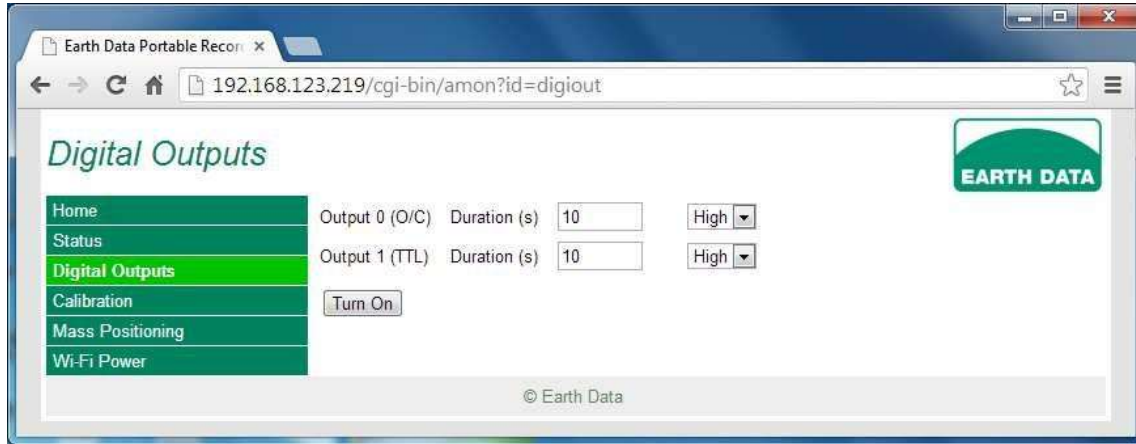 Earth Data Portable Recor
192.168.123.219/cgi-bin/amon?id=digiout
Digital Outputs
EARTH DATA
Home
Status
Digital Outputs
Calibration
Mass Positioning
Wi-Fi Power
Output 0 (O/C) Duration (s) 10 High
Output 1 (TTL) Duration (s) 10 High
Turn On
© Earth Data